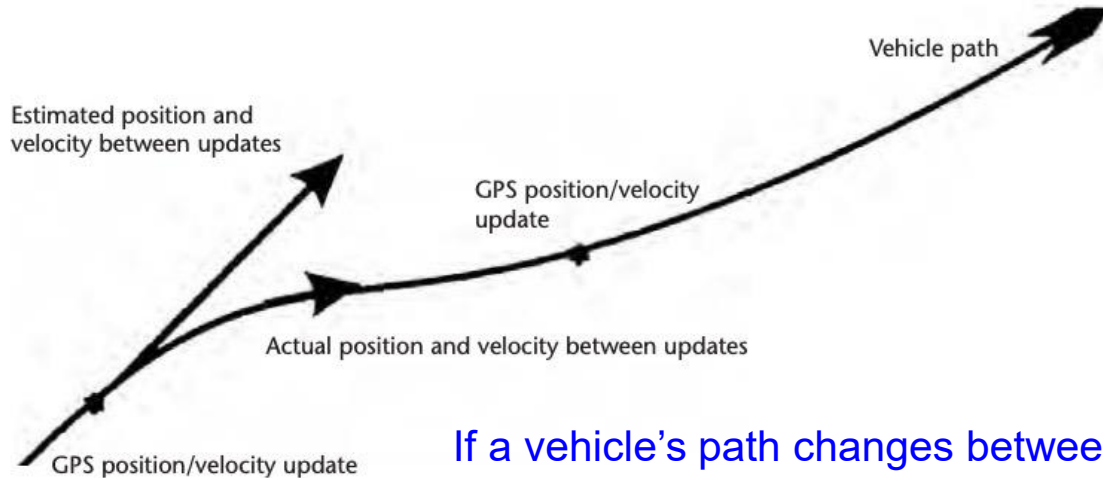 Vehicle path
Estimated position and
velocity between updates
GPS position/velocity
update
Actual position and velocity between updates
If a vehicle's path changes
GPS position/velocity update